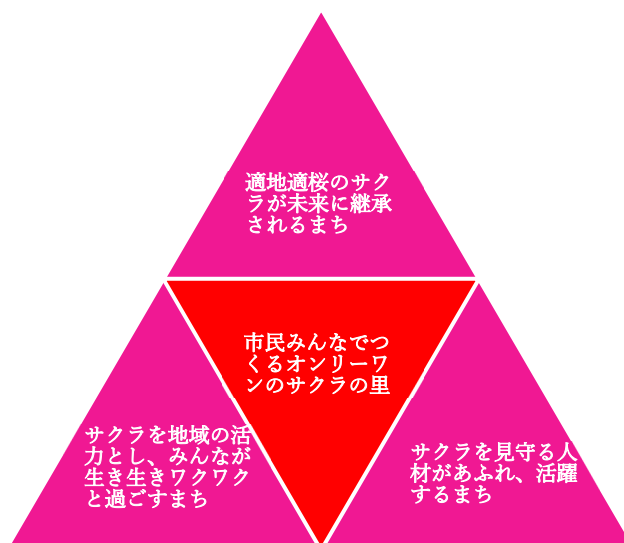 適地適桜のサク
ラが未来に継承
されるまち
市民みんなでつ
くるオンリーワ
ンのサクラの里
サクラを地域の活
力とし、みんなが
生き生きワクワク
と過ごすまち
サクラを見守る人
材があふれ、活躍
するまち